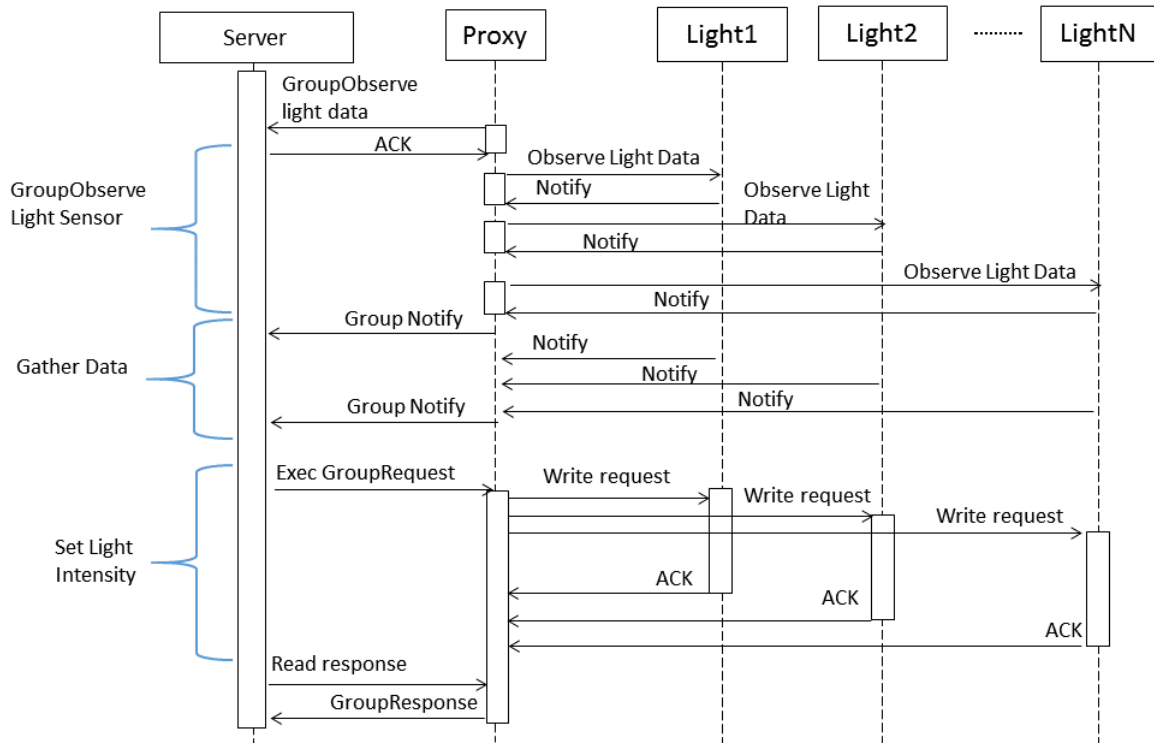 Server
Proxy
Light1
Light2
........
LightN
GroupObserve
light data
ACK
Observe Light Data
GroupObserve
Light Sensor
Notify
Observe Light
Data
Notify
Observe Light Data
Notify
Group Notify
Notify
Gather Data
Notify
Notify
Group Notify
Exec GroupRequest
Write request
Write request
Write request
Set Light
Intensity
ACK
ACK
ACK
Read response
GroupResponse